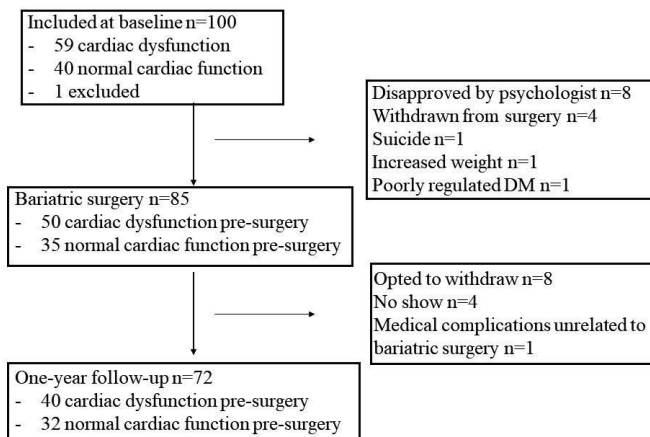 Included at baseline n=100
- 59 cardiac dysfunction
- 40 normal cardiac function
- 1 excluded
Disapproved by psychologist n=8
Withdrawn from surgery n=4
Suicide n=1
Increased weight n=1
Poorly regulated DM n=1
Bariatric surgery n=85
- 50 cardiac dysfunction pre-surgery
- 35 normal cardiac function pre-surgery
Opted to withdraw n=8
No show n=4
Medical complications unrelated to
bariatric surgery n=1
One-year follow-up n=72
- 40 cardiac dysfunction pre-surgery
- 32 normal cardiac function pre-surgery